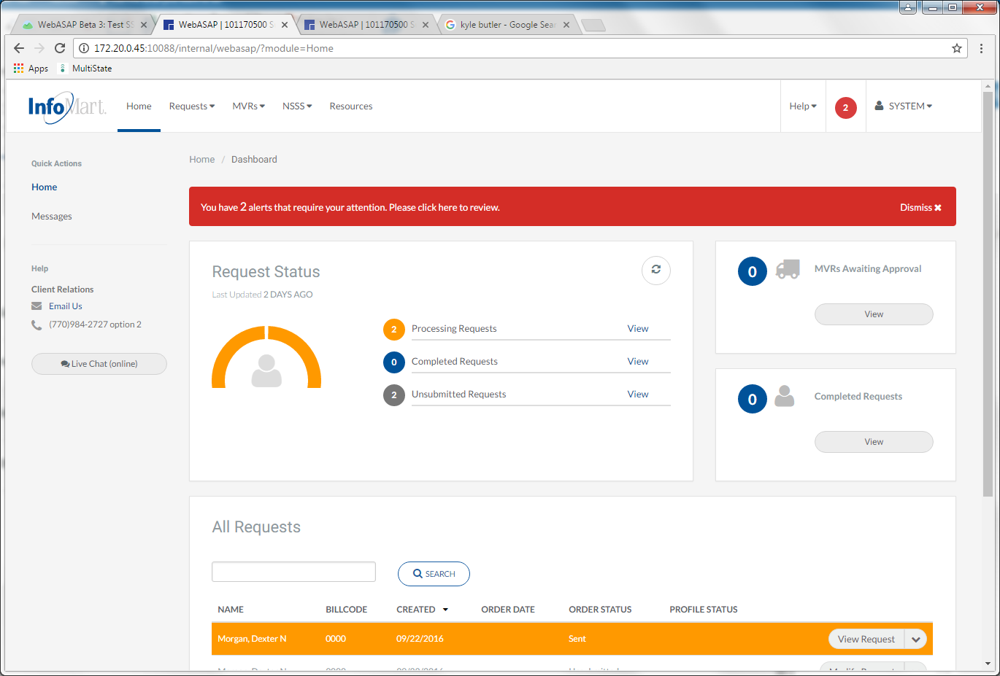 WebASAP Beta 3: Test SS
WebASAP | 101170500 S
WebASAP | 101170500 S
kyle butler - Google Sear
172.20.0.45:10088/internal/webasap/?module=Home
Apps
MultiState
InfoMart.
Home
Requests
MVRs
NSSS
Resources
Help
2
SYSTEM
Quick Actions
Home
Messages
Help
Client Relations
Email Us
(770)984-2727 option 2
Live Chat (online)
Home / Dashboard
You have 2 alerts that require your attention. Please click here to review.
Dismiss
Request Status
Last Updated 2 DAYS AGO
2 Processing Requests View
0 Completed Requests View
2 Unsubmitted Requests View
0 MVRs Awaiting Approval
View
0 Completed Requests
View
All Requests
SEARCH
NAME BILLCODE CREATED ORDER DATE ORDER STATUS PROFILE STATUS
Morgan, Dexter N 0000 09/22/2016 Sent View Request